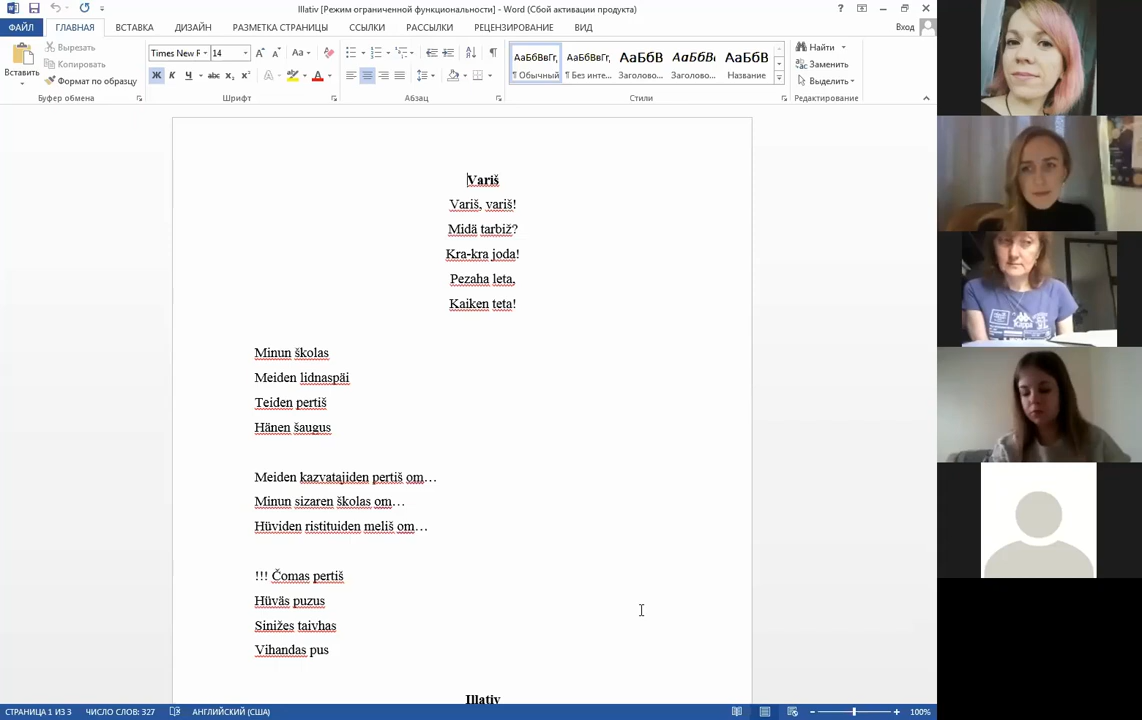 Illativ [Режим ограниченной функциональности] - Word (Сбой активации продукта)
ФАЙЛ ГЛАВНАЯ ВСТАВКА ДИЗАЙН РАЗМЕТКА СТРАНИЦЫ ССЫЛКИ РАССЫЛКИ РЕЦЕНЗИРОВАНИЕ ВИД Вход
Вставить
Вырезать
Копировать
Формат по образцу
Буфер обмена
Times New R 14
Ж К Ч abc x₂ x²
Шрифт
Абзац
АаБбВвГг, АаБбВвГг, АаБбВ АаБбВв АаБбВ
¶ Обычный ¶ Без инте... Заголово... Заголово... Название
Стили
Найти
Заменить
Выделить
Редактирование
Variš
Variš, variš!
Midä tarbiž?
Kra-kra joda!
Pezaha leta,
Kaiken teta!
Minun školas
Meiden lidnaspäi
Teiden pertiš
Hänen šaugus
Meiden kazvatajiden pertiš om…
Minun sizaren školas om…
Hüviden ristituiden meliš om…
!!! Čomas pertiš
Hüväs puzus
Sinižes taivhas
Vihandas pus
Illativ
СТРАНИЦА 1 ИЗ 3 ЧИСЛО СЛОВ: 327 АНГЛИЙСКИЙ (США) 100%